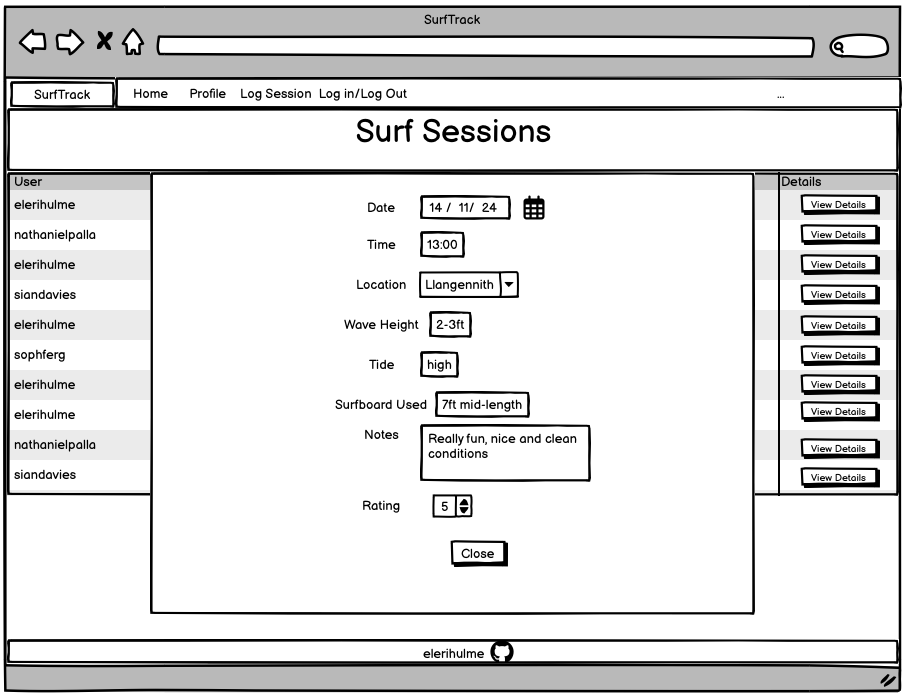 SurfTrack
SurfTrack Home Profile Log Session Log in/Log Out ...
Surf Sessions
User Details
elerihulme View Details
nathanielpalla View Details
elerihulme View Details
siandavies View Details
elerihulme View Details
sophferg View Details
elerihulme View Details
elerihulme View Details
nathanielpalla View Details
siandavies View Details
Date 14 / 11/ 24
Time 13:00
Location Llangennith
Wave Height 2-3ft
Tide high
Surfboard Used 7ft mid-length
Notes Really fun, nice and clean
conditions
Rating 5
Close
elerihulme